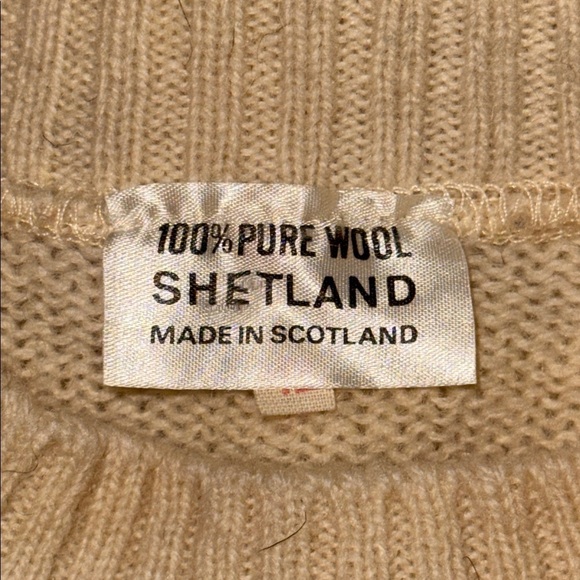 100% PURE WOOL
SHETLAND
MADE IN SCOTLAND